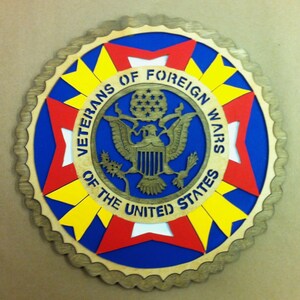 VETERANS OF FOREIGN WARS
OF THE UNITED STATES